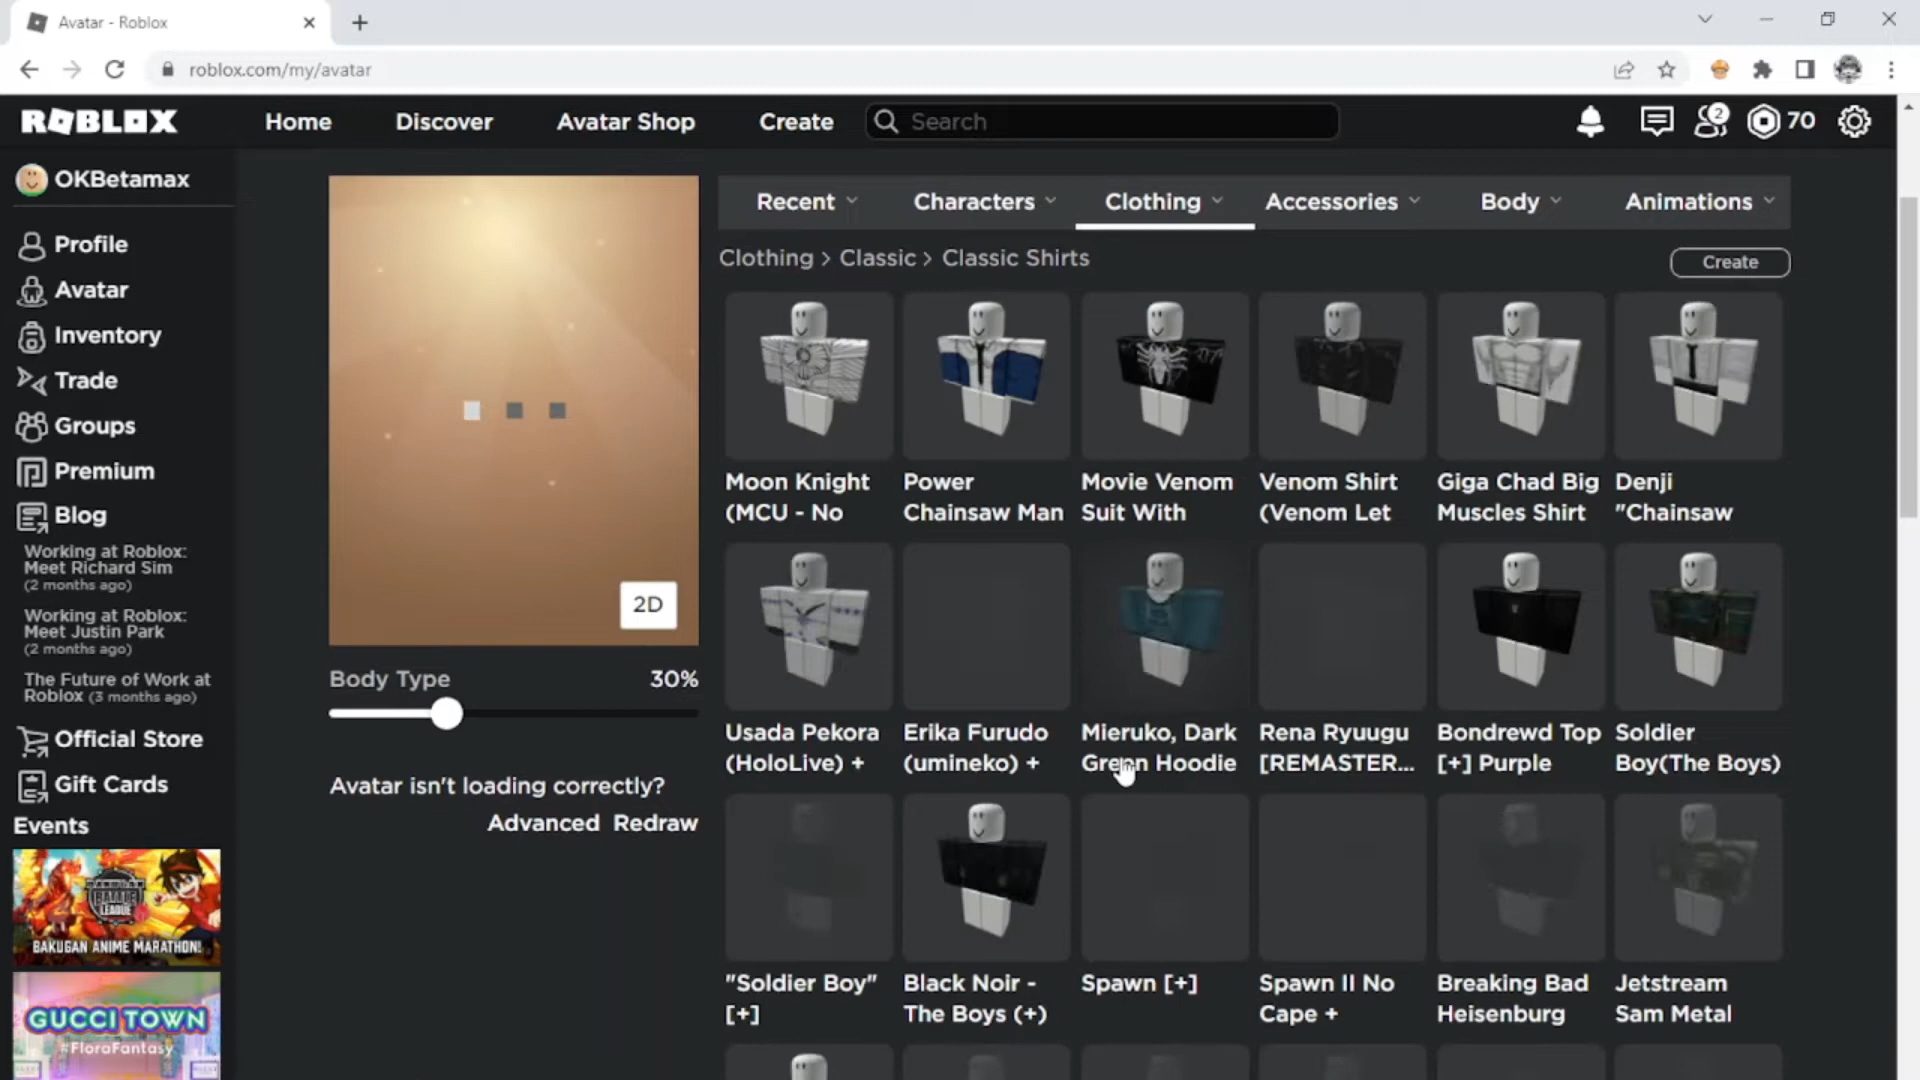 Avatar - Roblox
roblox.com/my/avatar
ROBLOX
Home
Discover
Avatar Shop
Create
Search
2
70
OKBetamax
Profile
Avatar
Inventory
Trade
Groups
Premium
Blog
Working at Roblox:
Meet Richard Sim
(2 months ago)
Working at Roblox:
Meet Justin Park
(2 months ago)
The Future of Work at
Roblox (3 months ago)
Official Store
Gift Cards
Events
BAKUGAN
BATTLE
LEAGUE
BAKUGAN ANIME MARATHON!
GUCCI TOWN
#FloraFantasy
2D
Body Type 30%
Avatar isn't loading correctly?
Advanced Redraw
Recent
Characters
Clothing
Accessories
Body
Animations
Clothing > Classic > Classic Shirts
Create
Moon Knight
(MCU - No
Power
Chainsaw Man
Movie Venom
Suit With
Venom Shirt
(Venom Let
Giga Chad Big
Muscles Shirt
Denji
"Chainsaw
Usada Pekora
(HoloLive) +
Erika Furudo
(umineko) +
Mieruko, Dark
Green Hoodie
Rena Ryuugu
[REMASTER...
Bondrewd Top
[+] Purple
Soldier
Boy(The Boys)
"Soldier Boy"
[+]
Black Noir -
The Boys (+)
Spawn [+]
Spawn II No
Cape +
Breaking Bad
Heisenburg
Jetstream
Sam Metal